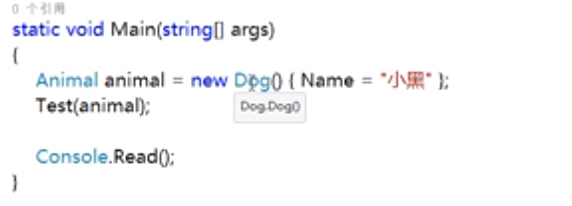 0 个引用
static void Main(string[] args)
{
Animal animal = new Dog() { Name = "小黑" };
Test(animal);
Dog.Dog()
Console.Read();
}